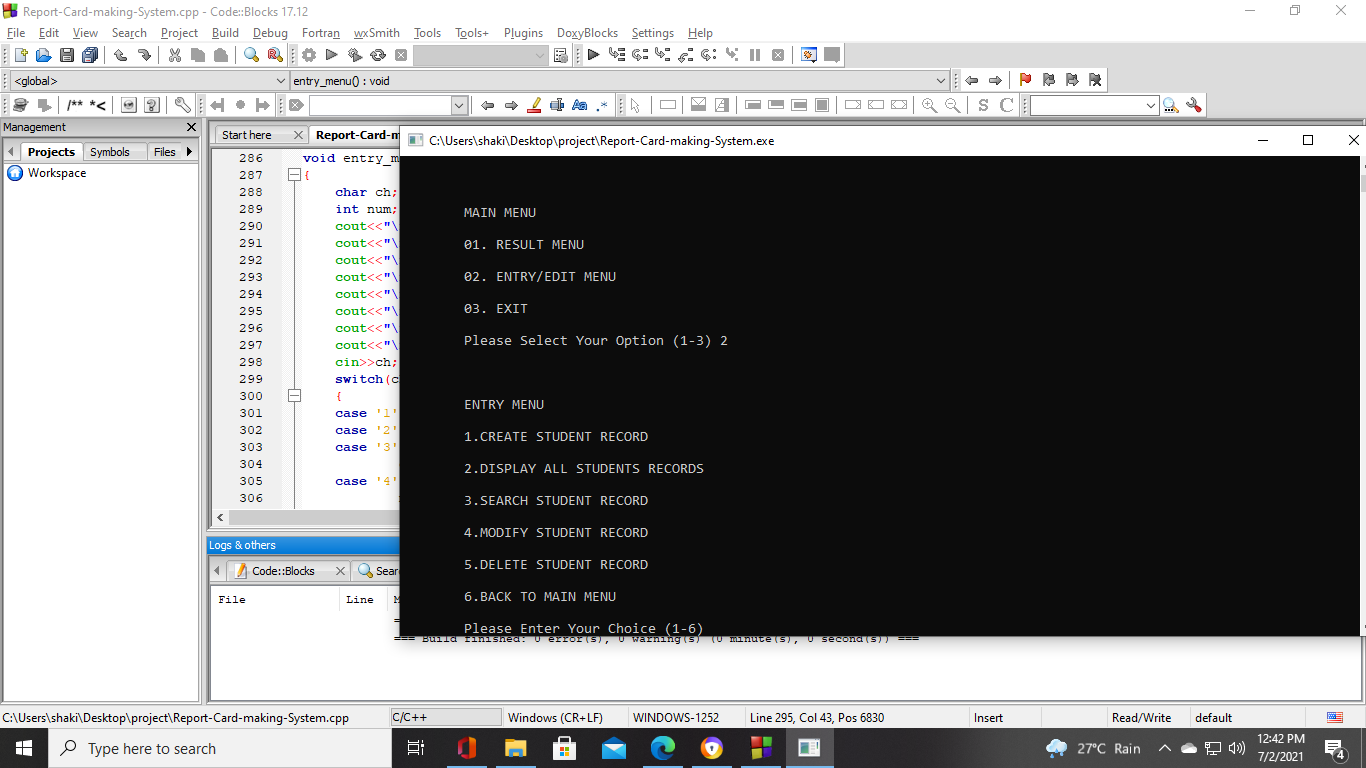 Report-Card-making-System.cpp - Code::Blocks 17.12
File Edit View Search Project Build Debug Fortran wxSmith Tools Tools+ Plugins DoxyBlocks Settings Help
<global> entry_menu() : void
/** *<
S C
Management
Projects Symbols Files
Workspace
Start here Report-Card-m
286 void entry_m
287 {
288 char ch;
289 int num;
290 cout<<"\
291 cout<<"\
292 cout<<"\
293 cout<<"\
294 cout<<"\
295 cout<<"\
296 cout<<"\
297 cout<<"\
298 cin>>ch;
299 switch(c
300 {
301 case '1'
302 case '2'
303 case '3'
304
305 case '4'
306
C:\Users\shaki\Desktop\project\Report-Card-making-System.exe
MAIN MENU
01. RESULT MENU
02. ENTRY/EDIT MENU
03. EXIT
Please Select Your Option (1-3) 2
ENTRY MENU
1.CREATE STUDENT RECORD
2.DISPLAY ALL STUDENTS RECORDS
3.SEARCH STUDENT RECORD
4.MODIFY STUDENT RECORD
5.DELETE STUDENT RECORD
6.BACK TO MAIN MENU
Please Enter Your Choice (1-6)
Logs & others
Code::Blocks Sear
File Line M
=== Build finished: 0 error(s), 0 warning(s) (0 minute(s), 0 second(s)) ===
C:\Users\shaki\Desktop\project\Report-Card-making-System.cpp C/C++ Windows (CR+LF) WINDOWS-1252 Line 295, Col 43, Pos 6830 Insert Read/Write default
Type here to search
27°C Rain
12:42 PM
7/2/2021
4